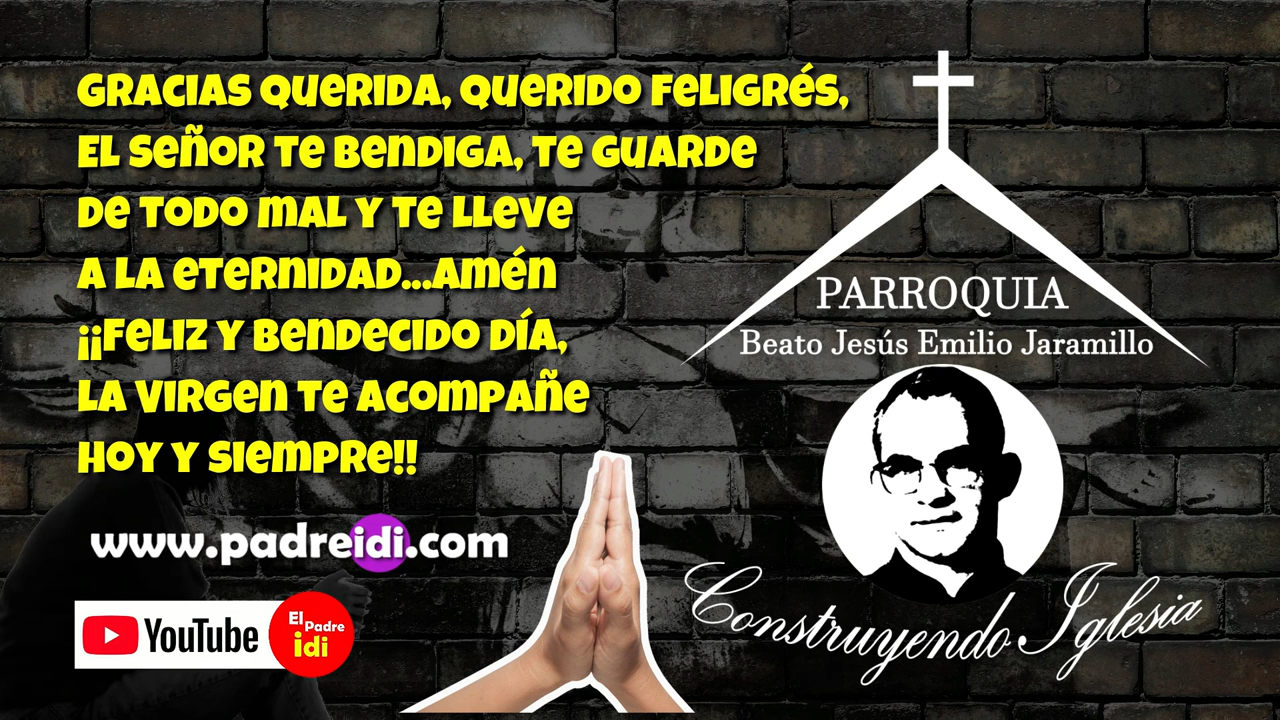 Gracias querida, querido feligrés,
el Señor te bendiga, te guarde
de todo mal y te lleve
a la eternidad...Amén
¡¡Feliz y bendecido día,
la Virgen te acompañe
hoy y siempre!!
www.padreidi.com
YouTube
El Padre
idi
PARROQUIA
Beato Jesús Emilio Jaramillo
Construyendo Iglesia